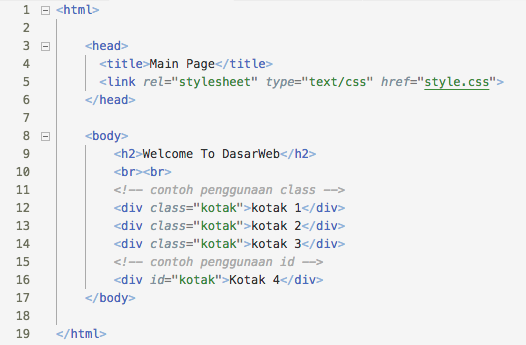 1 <html>
2
3 <head>
4 <title>Main Page</title>
5 <link rel="stylesheet" type="text/css" href="style.css">
6 </head>
7
8 <body>
9 <h2>Welcome To DasarWeb</h2>
10 <br><br>
11 <!-- contoh penggunaan class -->
12 <div class="kotak">kotak 1</div>
13 <div class="kotak">kotak 2</div>
14 <div class="kotak">kotak 3</div>
15 <!-- contoh penggunaan id -->
16 <div id="kotak">Kotak 4</div>
17 </body>
18
19 </html>